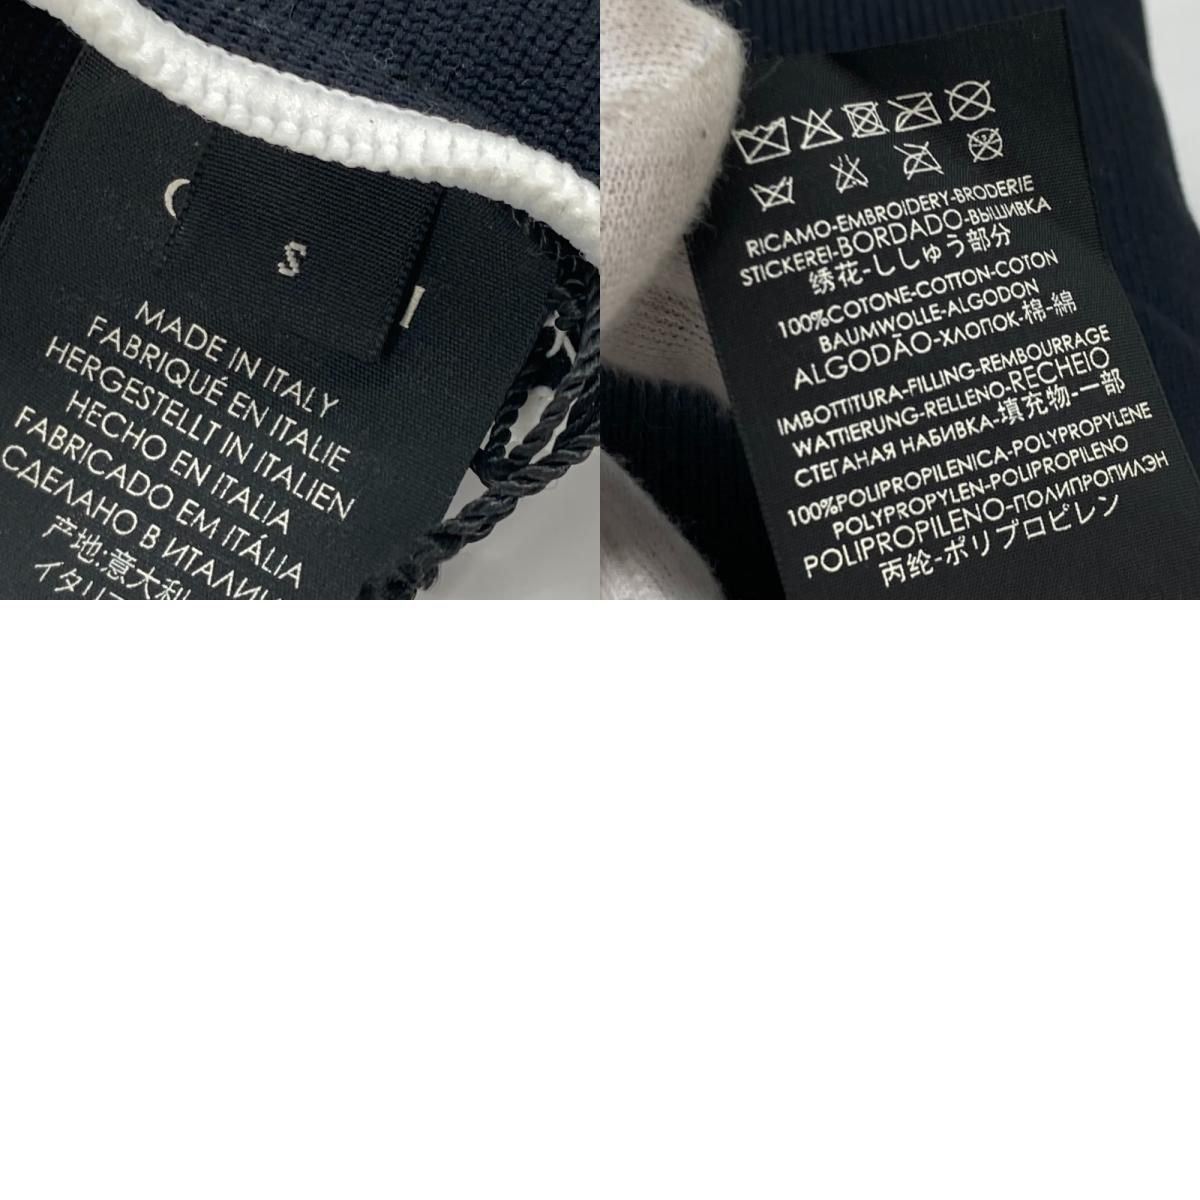 S
MADE IN ITALY
FABRIQUÉ EN ITALIE
HERGESTELLT IN ITALIEN
HECHO EN ITALIA
FABRICADO EM ITÁLIA
СДЕЛАНО В ИТАЛИИ
产地:意大利
イタリ
RICAMO-EMBROIDERY-BRODERIE
STICKEREI-BORDADO-ВЫШИВКА
绣花-ししゅう部分
100%COTONE-COTTON-COTON
BAUMWOLLE-ALGODON
ALGODÃO-ХЛОПОК-棉-綿
IMBOTTITURA-FILLING-REMBOURRAGE
WATTIERUNG-RELLENO-RECHEIO
СТЕГАНАЯ НАБИВКА-填充物-一部
100%POLIPROPILENICA-POLYPROPYLENE
POLYPROPYLEN-POLIPROPILENO
POLIPROPILENO-ПОЛИПРОПИЛЭН
丙纶-ポリプロピレン